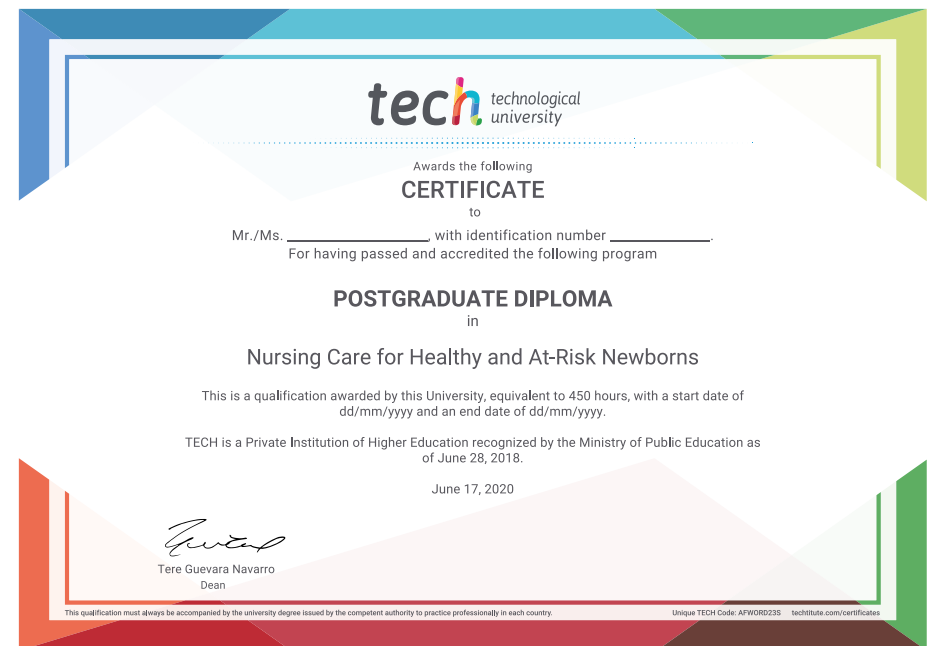 tech technological
university
Awards the following
CERTIFICATE
to
Mr./Ms. ____________________, with identification number ______________.
For having passed and accredited the following program
POSTGRADUATE DIPLOMA
in
Nursing Care for Healthy and At-Risk Newborns
This is a qualification awarded by this University, equivalent to 450 hours, with a start date of
dd/mm/yyyy and an end date of dd/mm/yyyy.
TECH is a Private Institution of Higher Education recognized by the Ministry of Public Education as
of June 28, 2018.
June 17, 2020
Tere Guevara Navarro
Dean
This qualification must always be accompanied by the university degree issued by the competent authority to practice professionally in each country. Unique TECH Code: AFWORD23S techtitute.com/certificates